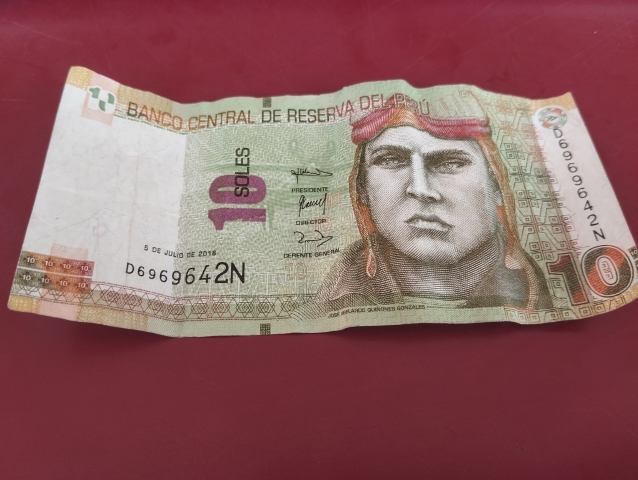 10
BANCO CENTRAL DE RESERVA DEL PERÚ
10 SOLES
PRESIDENTE
DIRECTOR
GERENTE GENERAL
5 DE JULIO DE 2018
D6969642N
10 10 10 10
10 10 10 10
JOSÉ ABELARDO QUIÑONES GONZALES
D6969642N
10